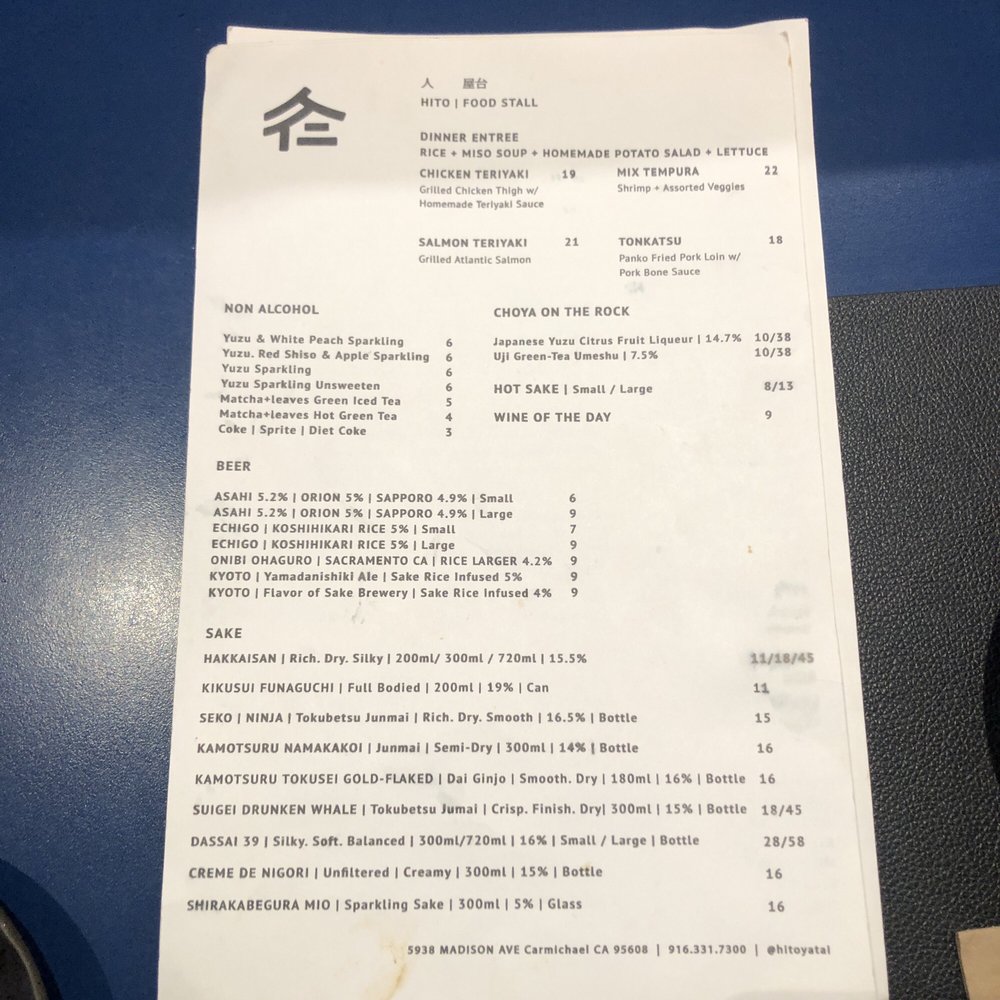 人 屋台
HITO | FOOD STALL
DINNER ENTREE
RICE + MISO SOUP + HOMEMADE POTATO SALAD + LETTUCE
CHICKEN TERIYAKI 19
Grilled Chicken Thigh w/
Homemade Teriyaki Sauce
MIX TEMPURA 22
Shrimp + Assorted Veggies
SALMON TERIYAKI 21
Grilled Atlantic Salmon
TONKATSU 18
Panko Fried Pork Loin w/
Pork Bone Sauce
NON ALCOHOL
Yuzu & White Peach Sparkling 6
Yuzu. Red Shiso & Apple Sparkling 6
Yuzu Sparkling 6
Yuzu Sparkling Unsweeten 6
Matcha+leaves Green Iced Tea 5
Matcha+leaves Hot Green Tea 4
Coke | Sprite | Diet Coke 3
CHOYA ON THE ROCK
Japanese Yuzu Citrus Fruit Liqueur | 14.7% 10/38
Uji Green-Tea Umeshu | 7.5% 10/38
HOT SAKE | Small / Large 8/13
WINE OF THE DAY 9
BEER
ASAHI 5.2% | ORION 5% | SAPPORO 4.9% | Small 6
ASAHI 5.2% | ORION 5% | SAPPORO 4.9% | Large 9
ECHIGO | KOSHIHIKARI RICE 5% | Small 7
ECHIGO | KOSHIHIKARI RICE 5% | Large 9
ONIBI OHAGURO | SACRAMENTO CA | RICE LARGER 4.2% 9
KYOTO | Yamadanishiki Ale | Sake Rice Infused 5% 9
KYOTO | Flavor of Sake Brewery | Sake Rice Infused 4% 9
SAKE
HAKKAISAN | Rich. Dry. Silky | 200ml/ 300ml / 720ml | 15.5% 11/18/45
KIKUSUI FUNAGUCHI | Full Bodied | 200ml | 19% | Can 11
SEKO | NINJA | Tokubetsu Junmai | Rich. Dry. Smooth | 16.5% | Bottle 15
KAMOTSURU NAMAKAKOI | Junmai | Semi-Dry | 300ml | 14% | Bottle 16
KAMOTSURU TOKUSEI GOLD-FLAKED | Dai Ginjo | Smooth. Dry | 180ml | 16% | Bottle 16
SUIGEI DRUNKEN WHALE | Tokubetsu Jumai | Crisp. Finish. Dry| 300ml | 15% | Bottle 18/45
DASSAI 39 | Silky. Soft. Balanced | 300ml/720ml | 16% | Small / Large | Bottle 28/58
CREME DE NIGORI | Unfiltered | Creamy | 300ml | 15% | Bottle 16
SHIRAKABEGURA MIO | Sparkling Sake | 300ml | 5% | Glass 16
5938 MADISON AVE Carmichael CA 95608 | 916.331.7300 | @hitoyatai